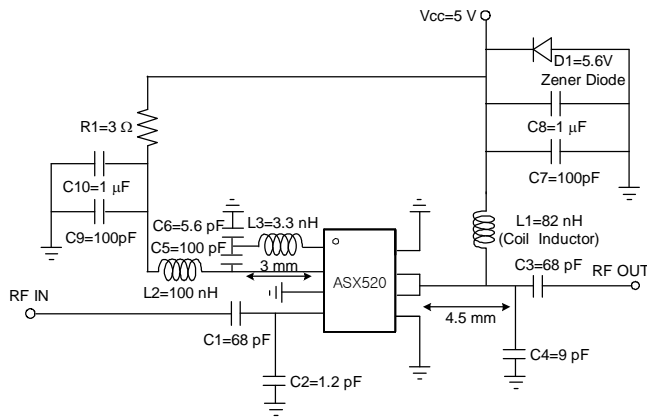 Vcc=5 V
D1=5.6V
Zener Diode
R1=3 Ω
C8=1 μF
C10=1 μF
C7=100pF
C6=5.6 pF
L3=3.3 nH
L1=82 nH
(Coil Inductor)
C9=100pF
C5=100 pF
C3=68 pF
RF OUT
3 mm
ASX520
L2=100 nH
RF IN
4.5 mm
C1=68 pF
C4=9 pF
C2=1.2 pF